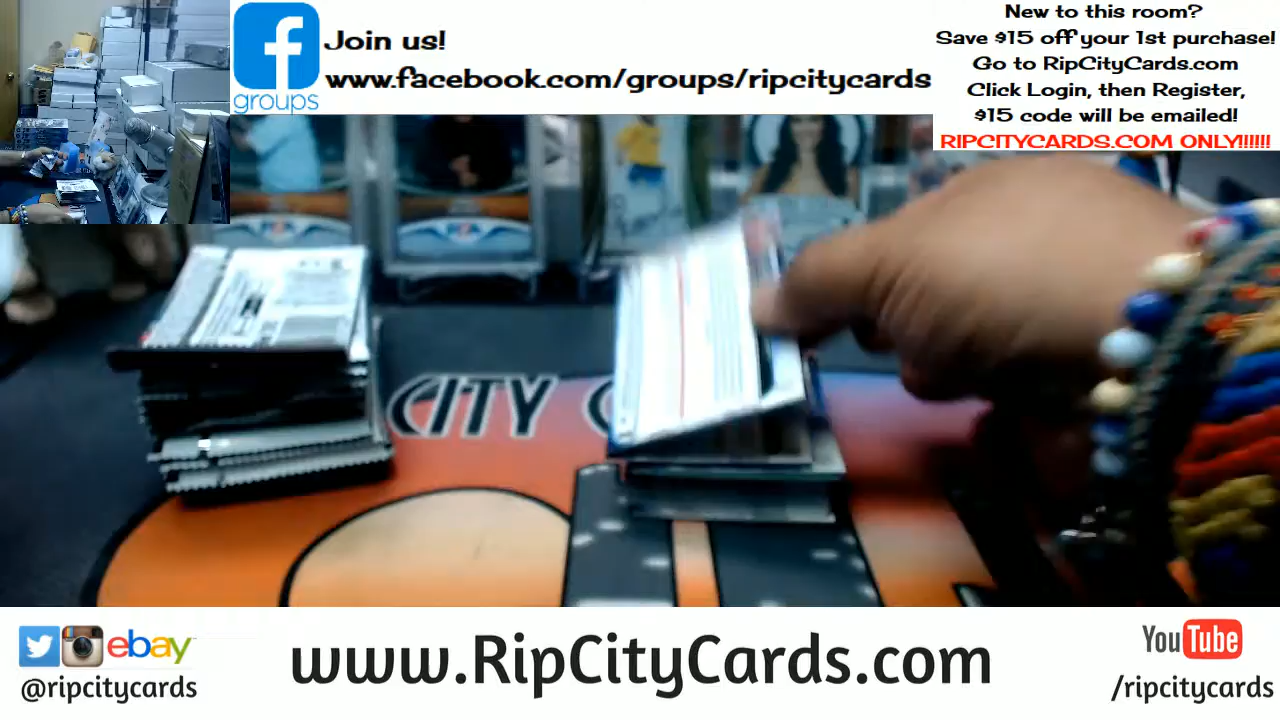 Join us!
www.facebook.com/groups/ripcitycards
groups
New to this room?
Save $15 off your 1st purchase!
Go to RipCityCards.com
Click Login, then Register,
$15 code will be emailed!
RIPCITYCARDS.COM ONLY!!!!!!
CITY C
ebay
@ripcitycards
www.RipCityCards.com
YouTube
/ripcitycards